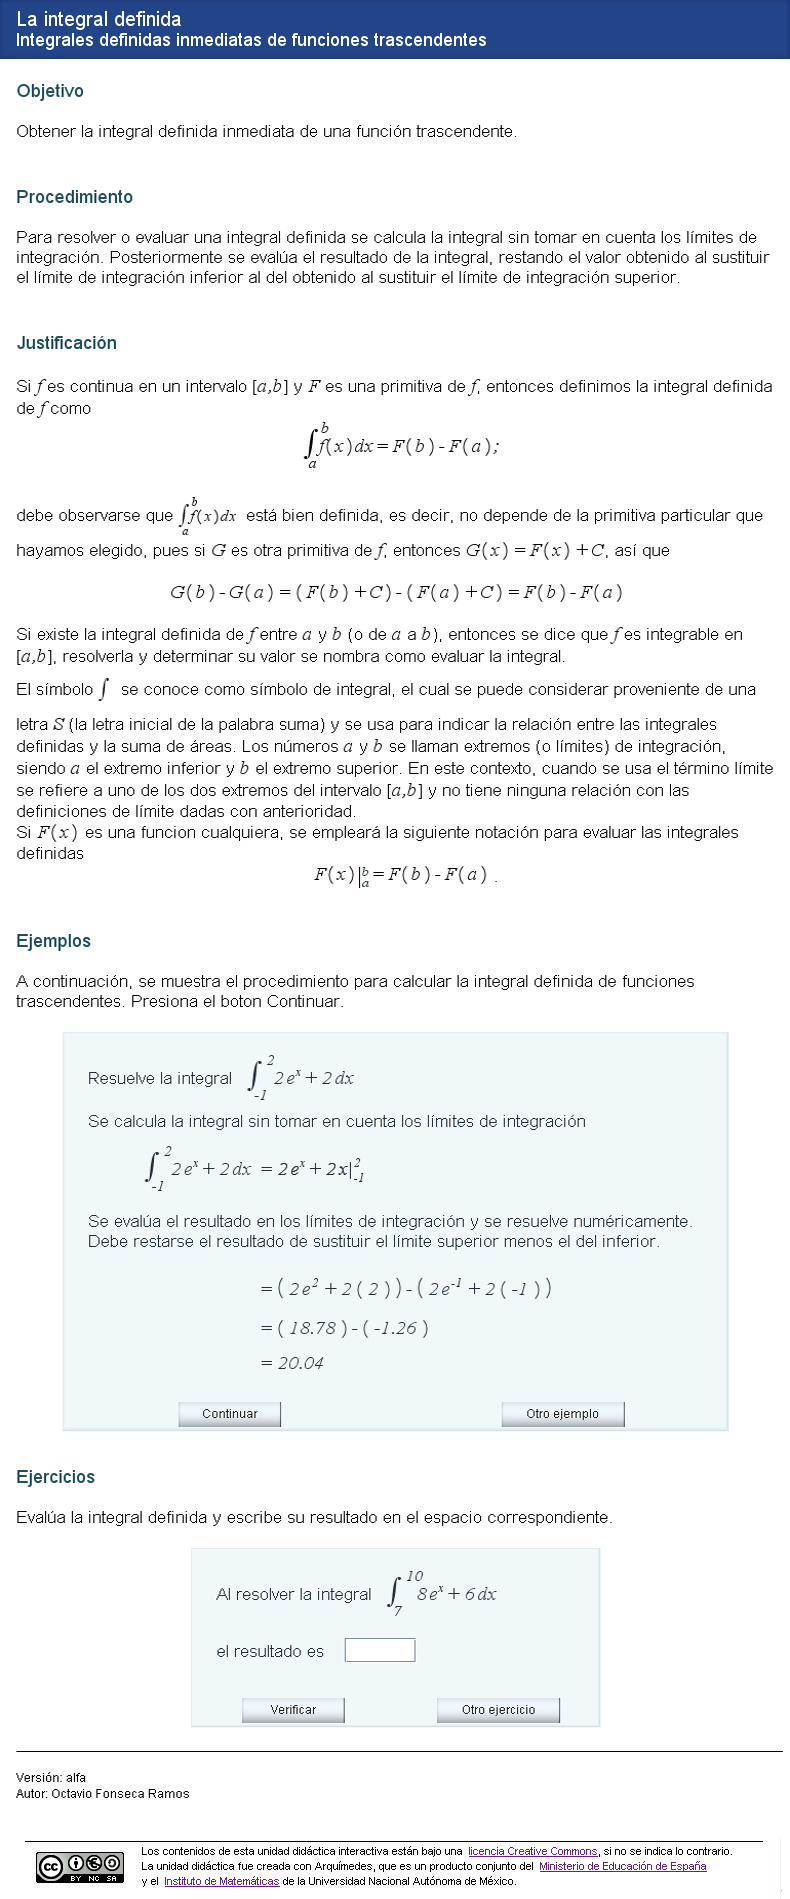 La integral definida
Integrales definidas inmediatas de funciones trascendentes
Objetivo
Obtener la integral definida inmediata de una función trascendente.
Procedimiento
Para resolver o evaluar una integral definida se calcula la integral sin tomar en cuenta los límites de
integración. Posteriormente se evalúa el resultado de la integral, restando el valor obtenido al sustituir
el límite de integración inferior al del obtenido al sustituir el límite de integración superior.
Justificación
Si f es continua en un intervalo [a,b] y F es una primitiva de f, entonces definimos la integral definida
de f como
∫_a^b f(x)dx = F(b) - F(a);
debe observarse que ∫_a^b f(x)dx está bien definida, es decir, no depende de la primitiva particular que
hayamos elegido, pues si G es otra primitiva de f, entonces G(x) = F(x) + C, así que
G(b) - G(a) = (F(b) + C) - (F(a) + C) = F(b) - F(a)
Si existe la integral definida de f entre a y b (o de a a b), entonces se dice que f es integrable en
[a,b], resolverla y determinar su valor se nombra como evaluar la integral.
El símbolo ∫ se conoce como símbolo de integral, el cual se puede considerar proveniente de una
letra S (la letra inicial de la palabra suma) y se usa para indicar la relación entre las integrales
definidas y la suma de áreas. Los números a y b se llaman extremos (o límites) de integración,
siendo a el extremo inferior y b el extremo superior. En este contexto, cuando se usa el término límite
se refiere a uno de los dos extremos del intervalo [a,b] y no tiene ninguna relación con las
definiciones de límite dadas con anterioridad.
Si F(x) es una funcion cualquiera, se empleará la siguiente notación para evaluar las integrales
definidas
F(x)|_a^b = F(b) - F(a) .
Ejemplos
A continuación, se muestra el procedimiento para calcular la integral definida de funciones
trascendentes. Presiona el boton Continuar.
Resuelve la integral ∫_-1^2 2e^x + 2dx
Se calcula la integral sin tomar en cuenta los límites de integración
∫_-1^2 2e^x + 2dx = 2e^x + 2x|_-1^2
Se evalúa el resultado en los límites de integración y se resuelve numéricamente.
Debe restarse el resultado de sustituir el límite superior menos el del inferior.
= (2e^2 + 2(2)) - (2e^-1 + 2(-1))
= (18.78) - (-1.26)
= 20.04
Continuar Otro ejemplo
Ejercicios
Evalúa la integral definida y escribe su resultado en el espacio correspondiente.
Al resolver la integral ∫_7^10 8e^x + 6dx
el resultado es
Verificar Otro ejercicio
Versión: alfa
Autor: Octavio Fonseca Ramos
Los contenidos de esta unidad didáctica interactiva están bajo una licencia Creative Commons, si no se indica lo contrario.
La unidad didáctica fue creada con Arquímedes, que es un producto conjunto del Ministerio de Educación de España
y el Instituto de Matemáticas de la Universidad Nacional Autónoma de México.
cc BY NC SA